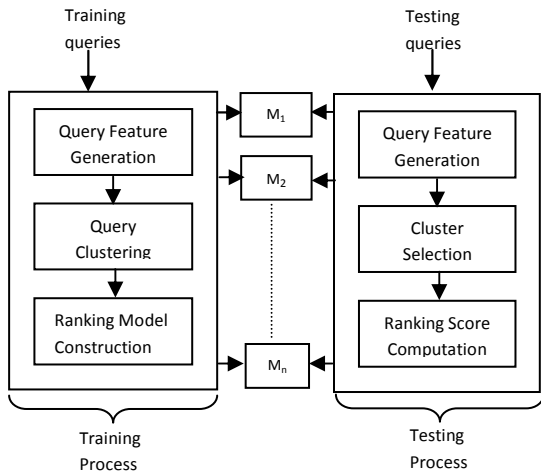 Training
queries
Testing
queries
Query Feature
Generation
Query
Clustering
Ranking Model
Construction
M₁
M₂
Mₙ
Query Feature
Generation
Cluster
Selection
Ranking Score
Computation
Training
Process
Testing
Process